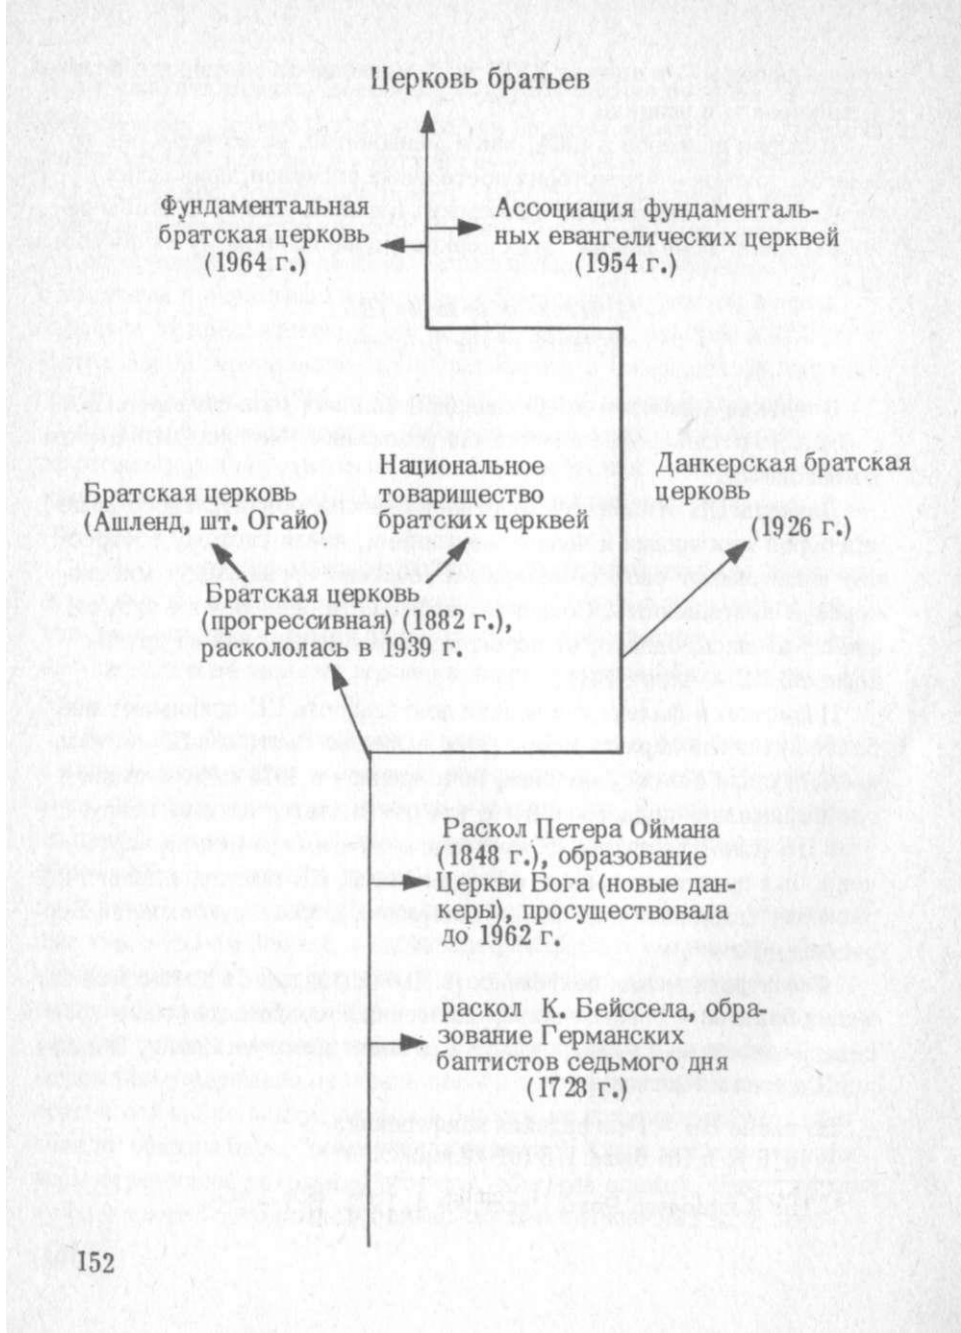 Церковь братьев
Фундаментальная
братская церковь
(1964 г.)
Ассоциация фундаменталь-
ных евангелических церквей
(1954 г.)
Братская церковь
(Ашленд, шт. Огайо)
Национальное
товарищество
братских церквей
Данкерская братская
церковь
(1926 г.)
Братская церковь
(прогрессивная) (1882 г.),
раскололась в 1939 г.
Раскол Петера Оймана
(1848 г.), образование
Церкви Бога (новые дан-
керы), просуществовала
до 1962 г.
раскол К. Бейссела, обра-
зование Германских
баптистов седьмого дня
(1728 г.)
152